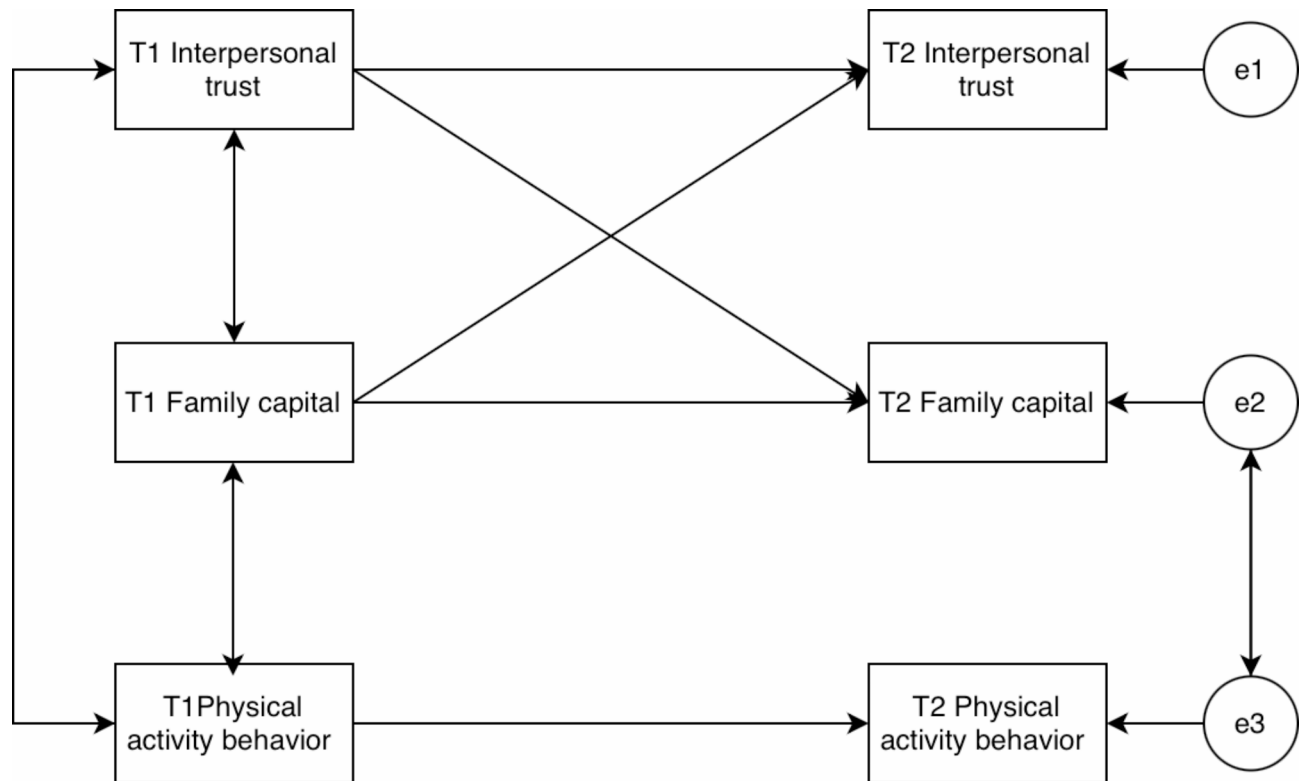 T1 Interpersonal
trust
T2 Interpersonal
trust
e1
T1 Family capital
T2 Family capital
e2
T1Physical
activity behavior
T2 Physical
activity behavior
e3